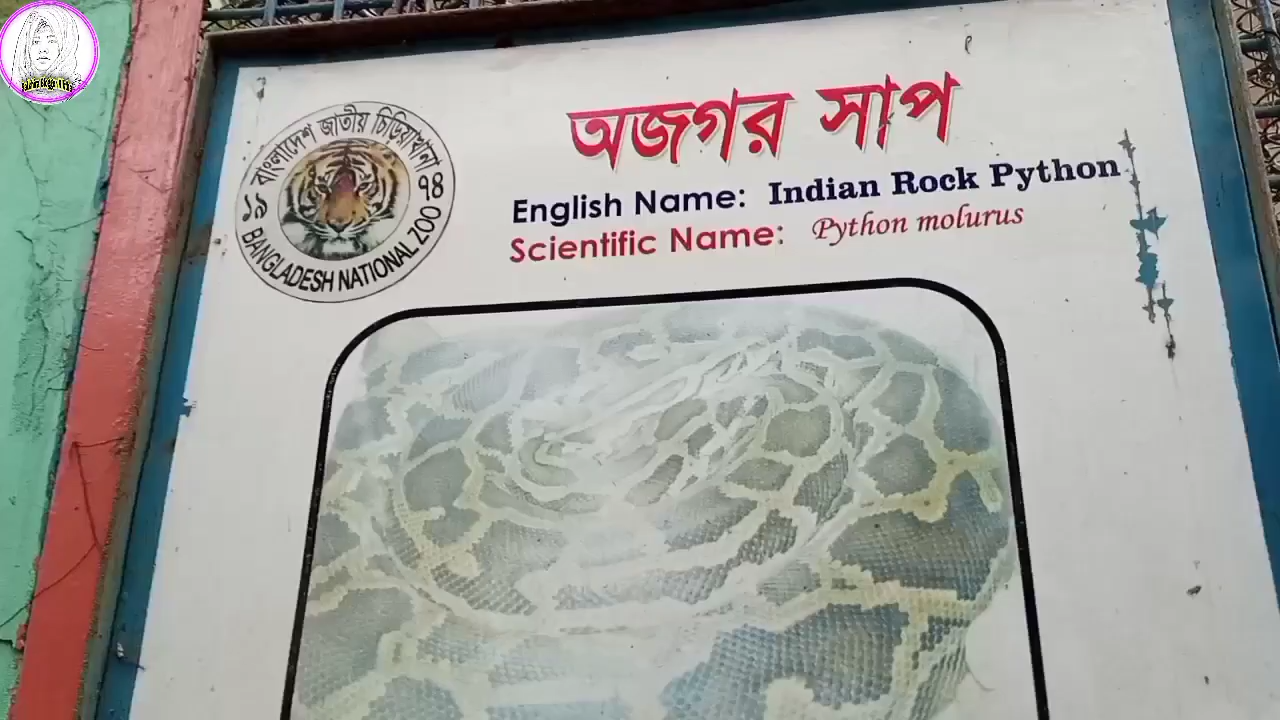 বাংলাদেশ জাতীয় চিড়িয়াখানা
১৯ ৭৪
BANGLADESH NATIONAL ZOO
অজগর সাপ
English Name: Indian Rock Python
Scientific Name: Python molurus